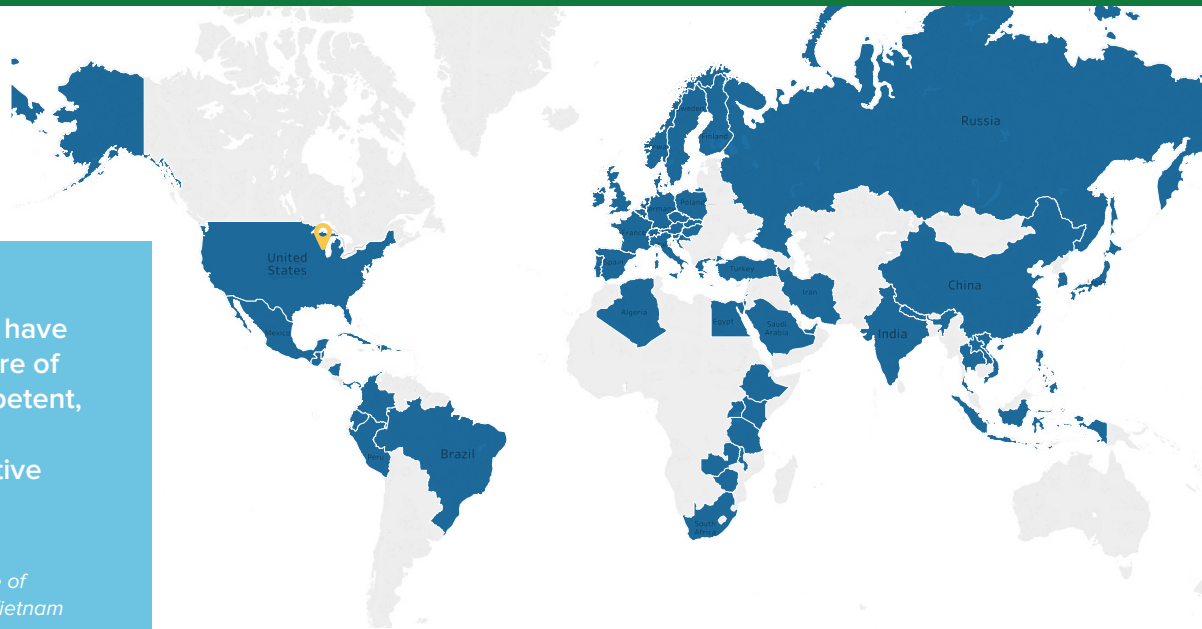 have
re of
petent,
tive
of
ietnam
United
States
Mexico
Peru
Brazil
Sweden
Finland
Poland
Germany
France
Spain
Turkey
Algeria
Egypt
Saudi
Arabia
Iran
South
Africa
Russia
China
India